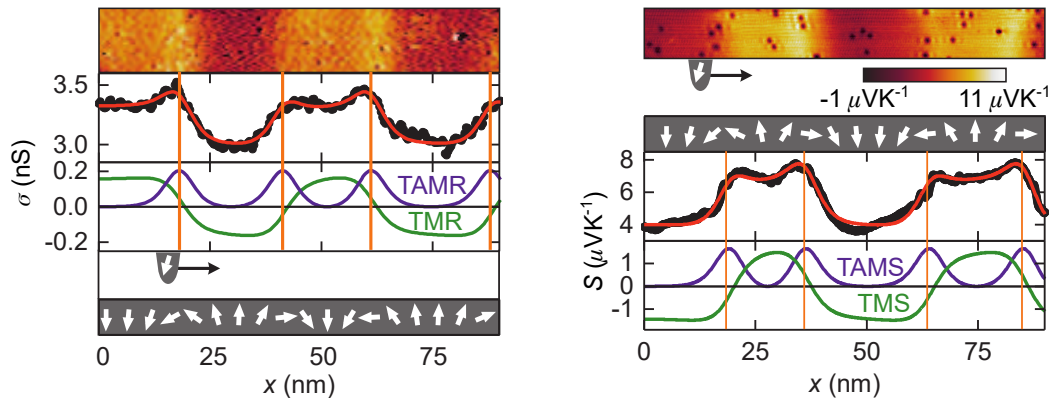 3.5
3.0
0.2
0.0
-0.2
σ (nS)
TAMR
TMR
0 25 50 75
x (nm)
-1 μVK⁻¹ 11 μVK⁻¹
8
6
4
1
0
-1
S (μVK⁻¹)
TAMS
TMS
0 25 50 75
x (nm)